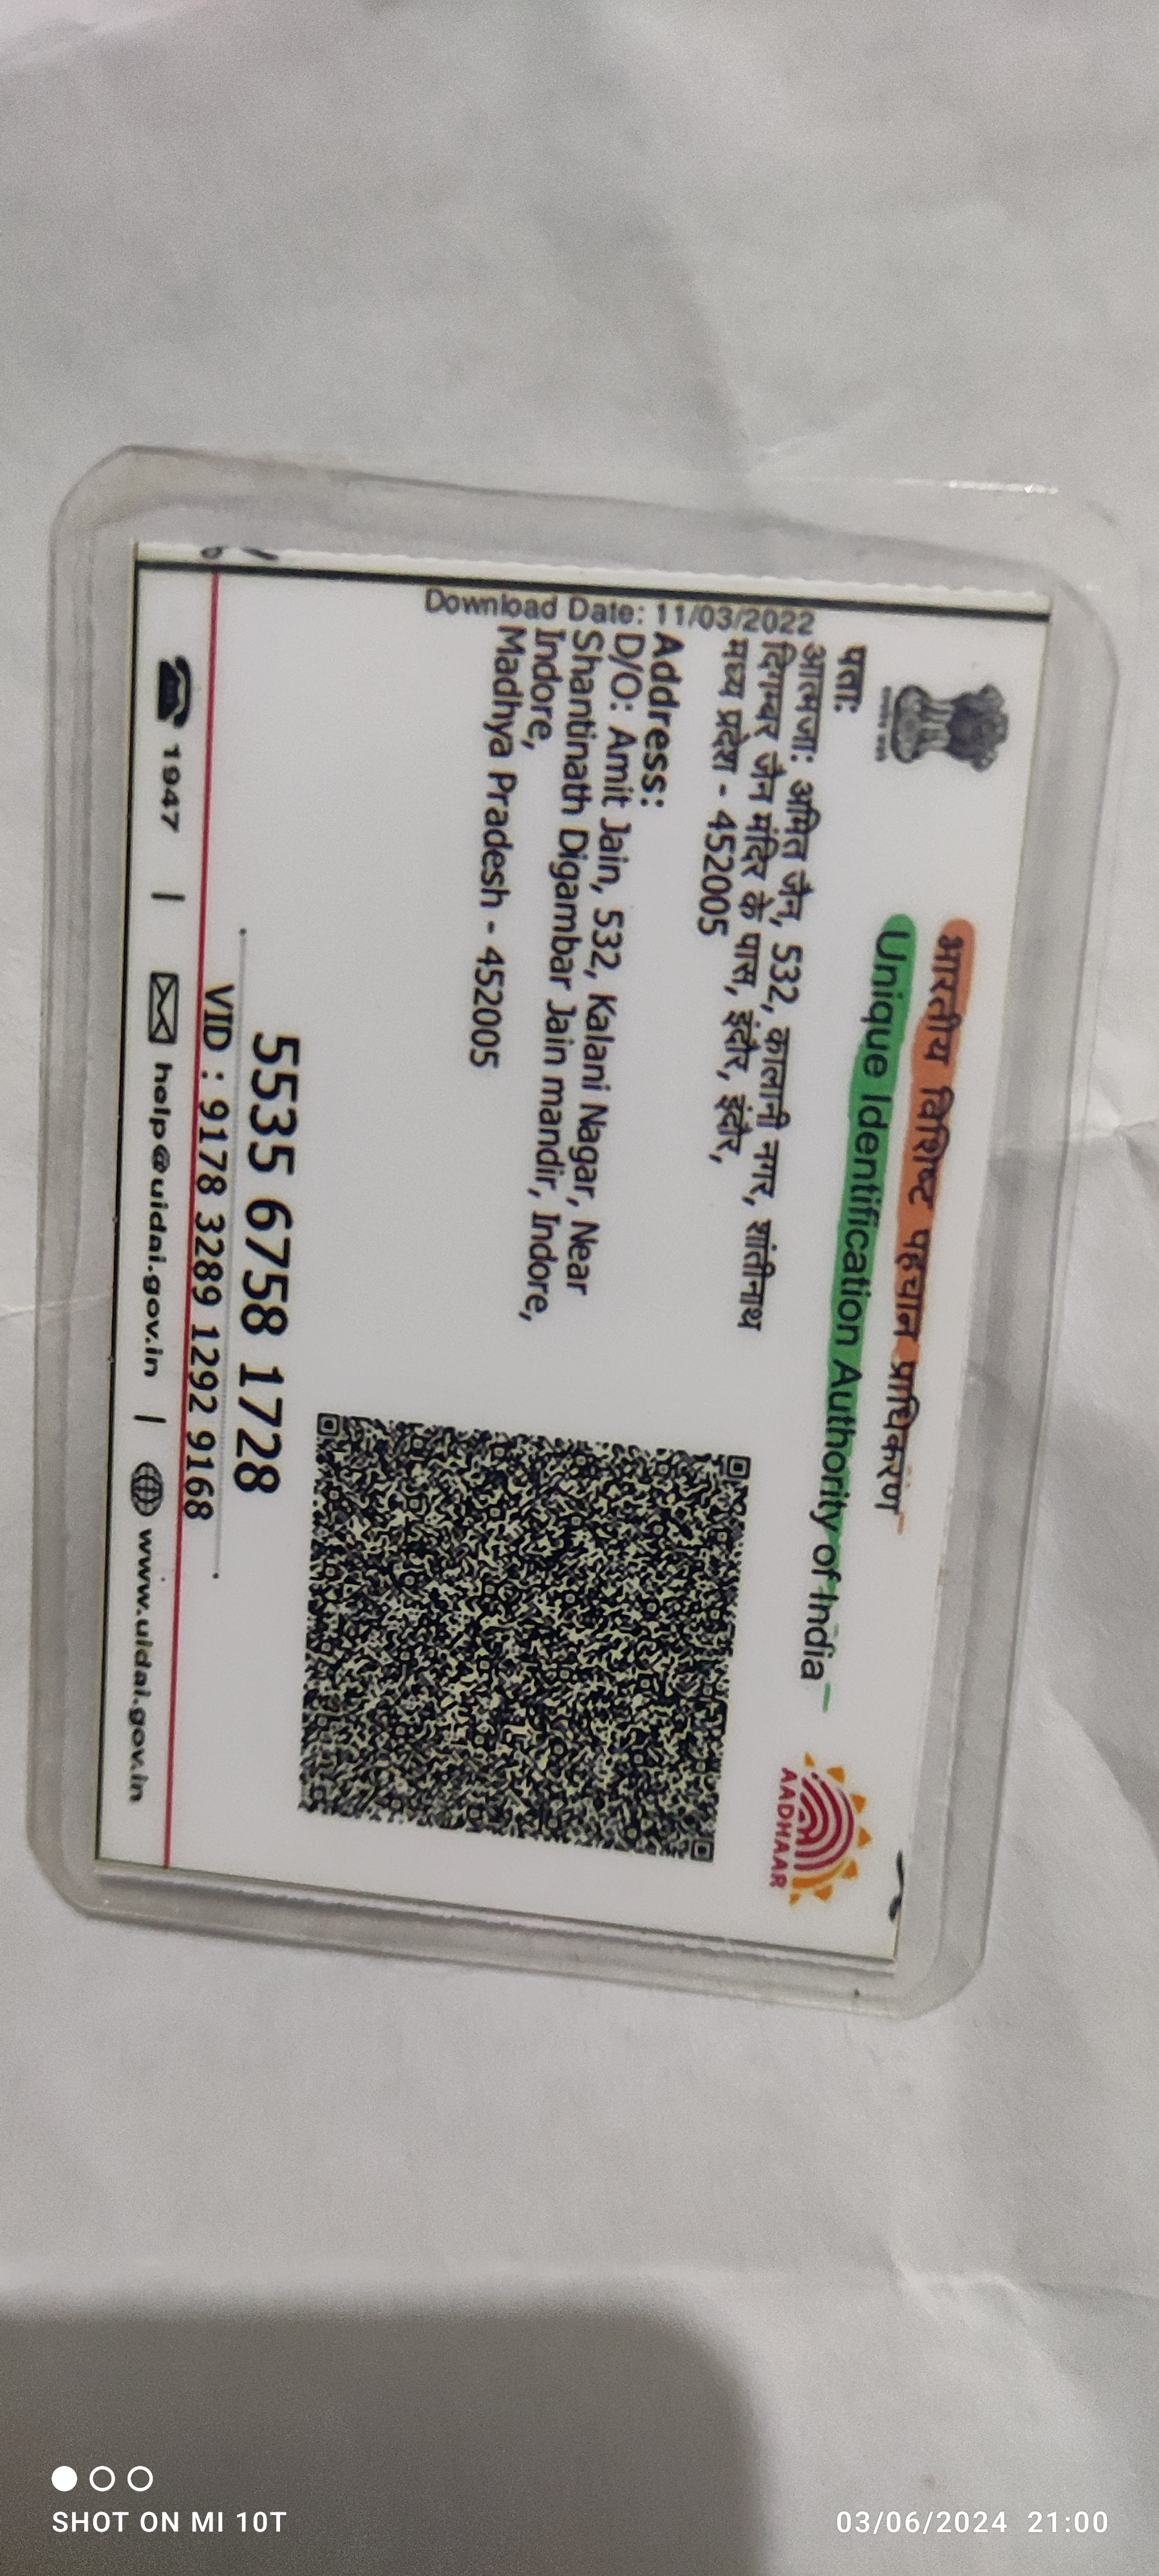 भारतीय विशिष्ट पहचान प्राधिकरण
Unique Identification Authority of India
AADHAAR
पता:
आत्मजा: अमित जैन, 532, कालानी नगर, शांतीनाथ
दिगम्बर जैन मंदिर के पास, इंदौर, इंदौर,
मध्य प्रदेश - 452005
Address:
D/O: Amit Jain, 532, Kalani Nagar, Near
Shantinath Digambar Jain mandir, Indore,
Indore,
Madhya Pradesh - 452005
Download Date: 11/03/2022
5535 6758 1728
VID : 9178 3289 1292 9168
1947 | help@uidai.gov.in | www.uidai.gov.in
SHOT ON MI 10T
03/06/2024 21:00